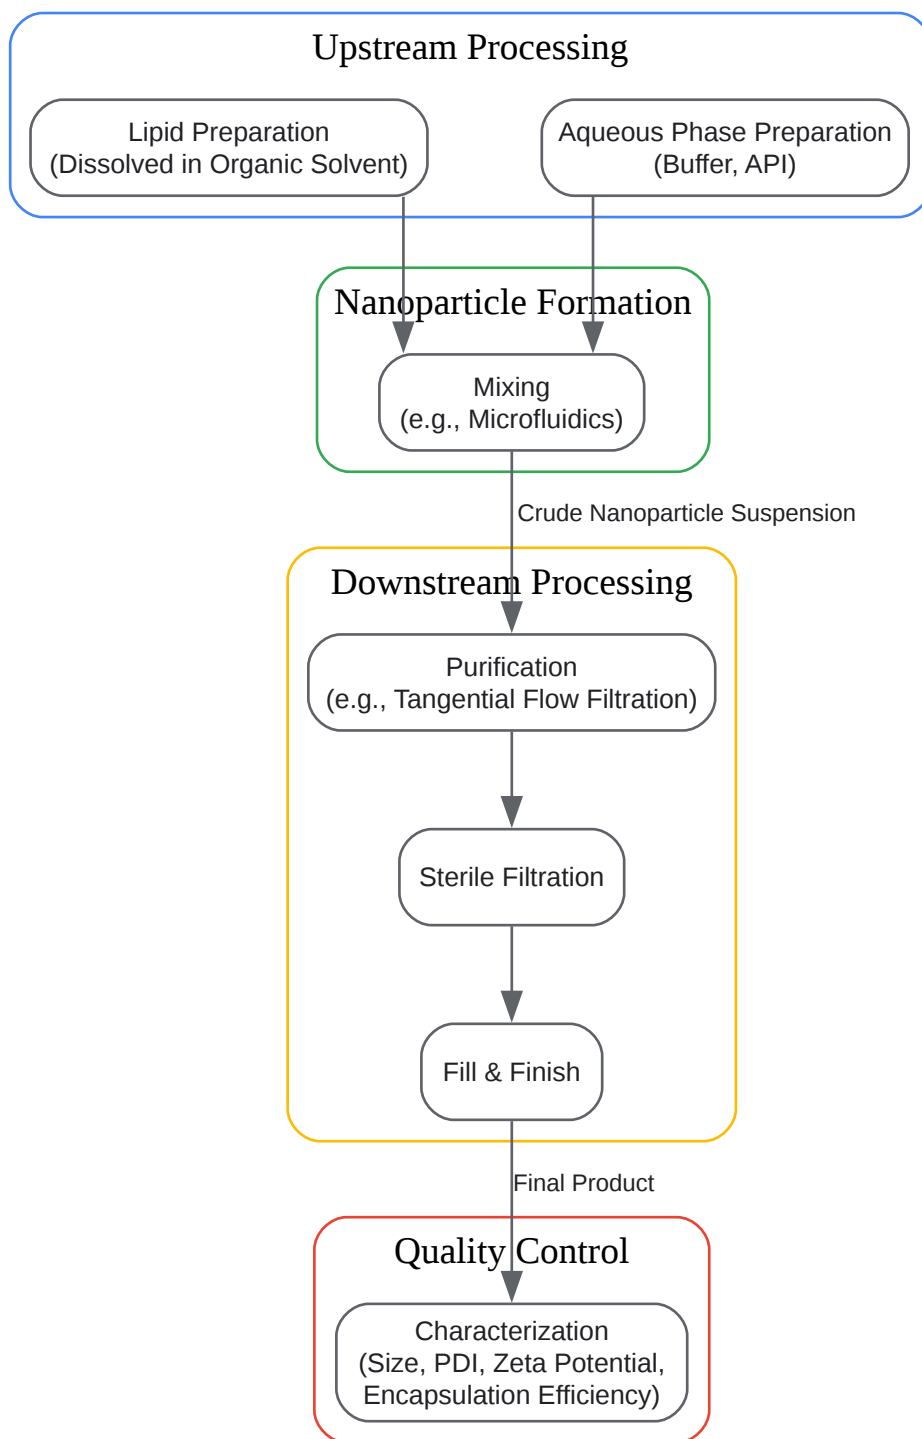 Upstream Processing
Lipid Preparation
(Dissolved in Organic Solvent)
Aqueous Phase Preparation
(Buffer, API)
Nanoparticle Formation
Mixing
(e.g., Microfluidics)
Crude Nanoparticle Suspension
Downstream Processing
Purification
(e.g., Tangential Flow Filtration)
Sterile Filtration
Fill & Finish
Final Product
Quality Control
Characterization
(Size, PDI, Zeta Potential,
Encapsulation Efficiency)